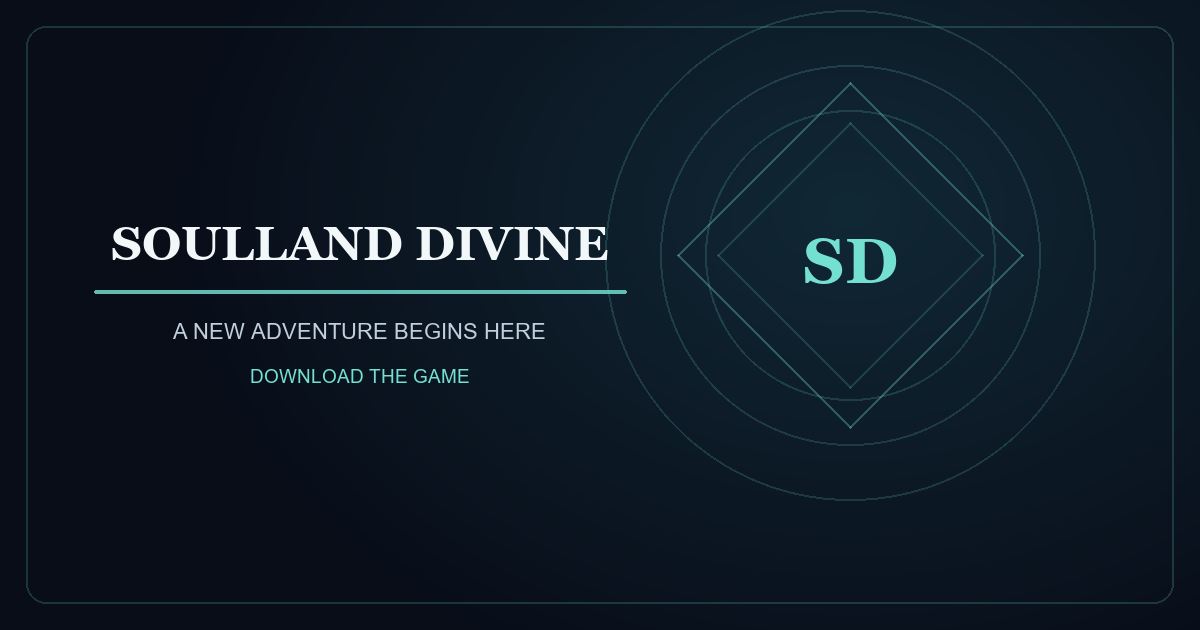 SOULLAND DIVINE
A NEW ADVENTURE BEGINS HERE
DOWNLOAD THE GAME
SD